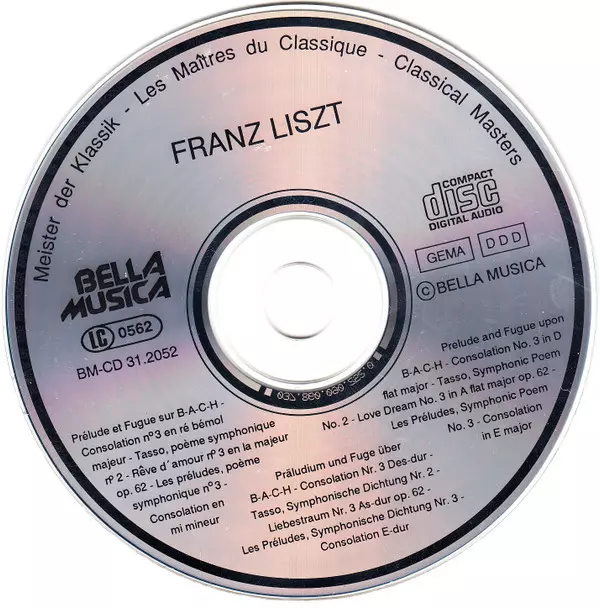 Meister der Klassik - Les Maîtres du Classique - Classical Masters
FRANZ LISZT
COMPACT
disc
DIGITAL AUDIO
GEMA
DDD
© BELLA MUSICA
BELLA
MUSICA
LC 0562
BM-CD 31.2052
Prélude et Fugue sur B-A-C-H -
Consolation nº3 en ré bémol
majeur - Tasso, poème symphonique
nº 2 - Rêve d´amour nº 3 en la majeur
op. 62 - Les préludes, poème
symphonique nº3 -
Consolation en
mi mineur
Prelude and Fugue upon
B-A-C-H - Consolation No. 3 in D
flat major - Tasso, Symphonic Poem
No. 2 - Love Dream No. 3 in A flat major op. 62 -
Les Préludes, Symphonic Poem
No. 3 - Consolation
in E major
Präludium und Fuge über
B-A-C-H - Consolation Nr. 3 Des-dur -
Tasso, Symphonische Dichtung Nr. 2 -
Liebestraum Nr. 3 As-dur op. 62 -
Les Préludes, Symphonische Dichtung Nr. 3 -
Consolation E-dur